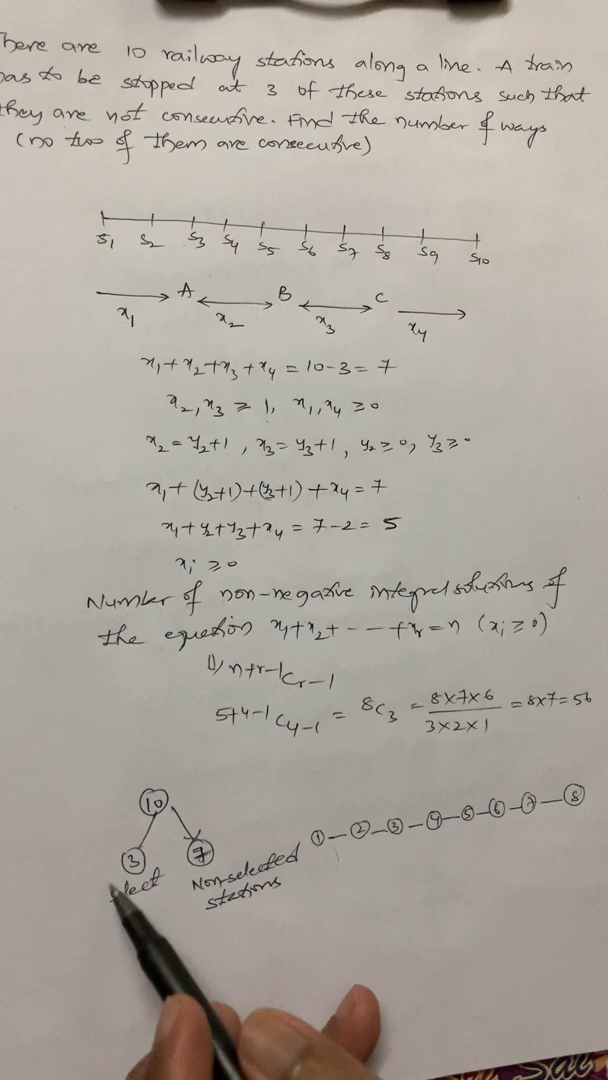 here are 10 railway stations along a line. A train
as to be stopped at 3 of these stations such that
they are not consecutive. Find the number of ways
(no two of them are consecutive)
S1 S2 S3 S4 S5 S6 S7 S8 S9 S10
A B C
x1 x2 x3 x4
x1+x2+x3+x4 = 10-3 = 7
x2, x3 ≥ 1, x1, x4 ≥ 0
x2 = y2+1, x3 = y3+1, y2 ≥ 0, y3 ≥ 0
x1+(y2+1)+(y3+1)+x4 = 7
x1+y2+y3+x4 = 7-2 = 5
xi ≥ 0
Number of non-negative integral solutions of
the equation x1+x2+---+xr = n (xi ≥ 0)
is n+r-1Cr-1
5+4-1C4-1 = 8C3 = 8×7×6/3×2×1 = 8×7 = 56
10
3 7
lect Non-selected
stations
1-2-3-4-5-6-7-8